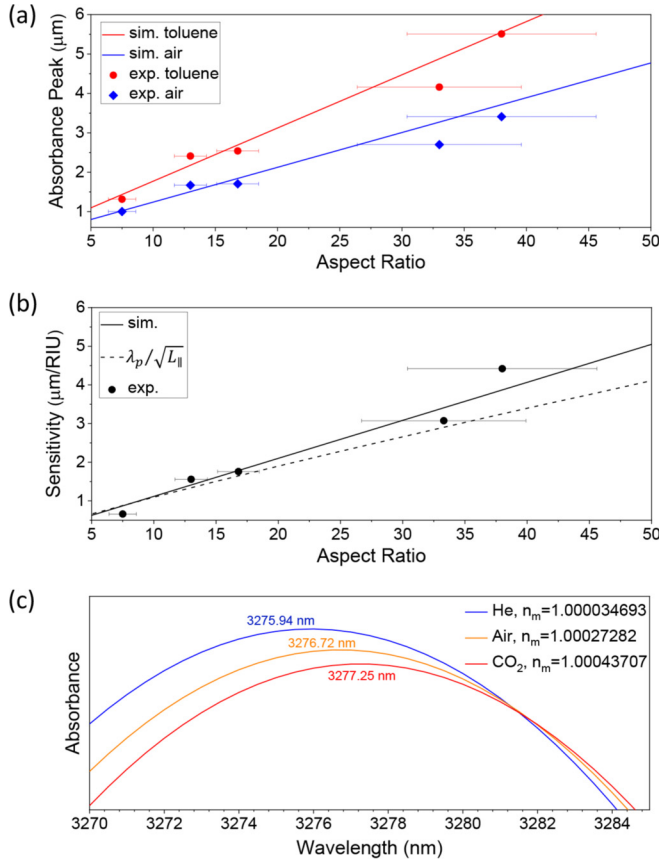 (a)
sim. toluene
sim. air
exp. toluene
exp. air
Absorbance Peak (μm)
6
5
4
3
2
1
5 10 15 20 25 30 35 40 45 50
Aspect Ratio
(b)
sim.
λp/√L∥
exp.
Sensitivity (μm/RIU)
6
5
4
3
2
1
5 10 15 20 25 30 35 40 45 50
Aspect Ratio
(c)
He, nm=1.000034693
Air, nm=1.00027282
CO2, nm=1.00043707
3275.94 nm
3276.72 nm
3277.25 nm
Absorbance
3270 3272 3274 3276 3278 3280 3282 3284
Wavelength (nm)